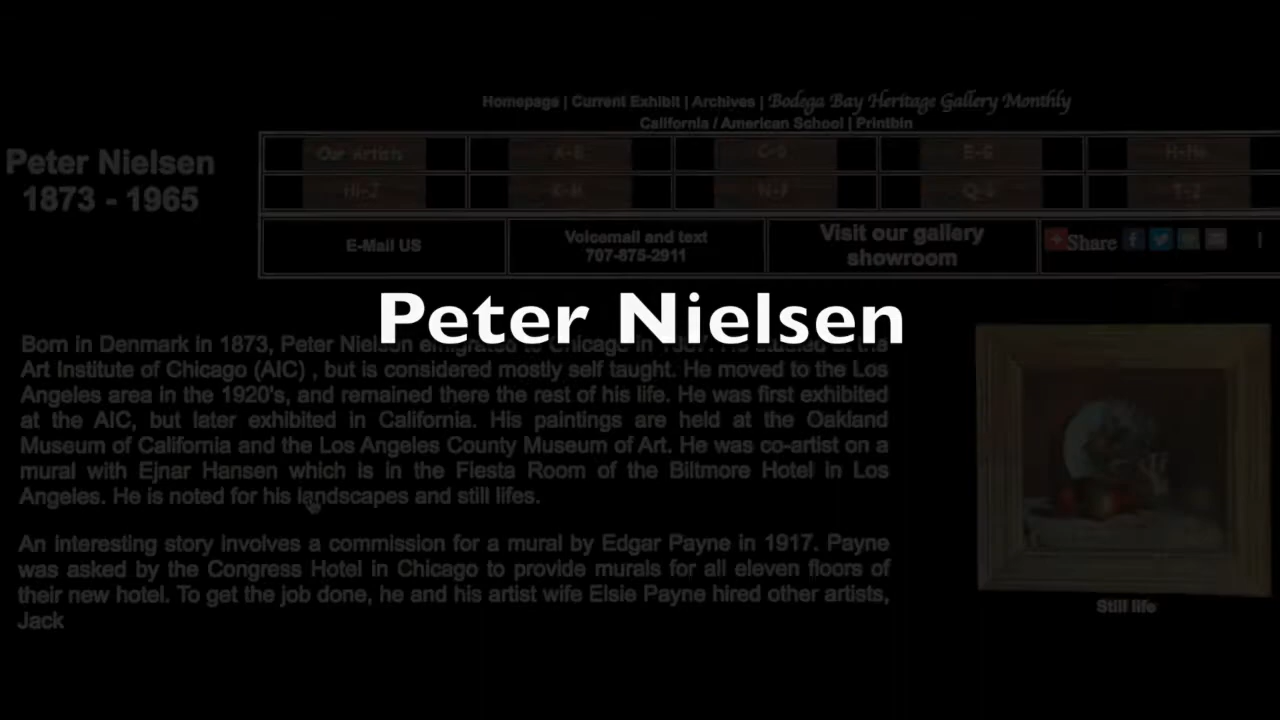 Homepage | Current Exhibit | Archives | Bodega Bay Heritage Gallery Monthly
California / American School | Printbin
Peter Nielsen
1873 - 1965
Our Artists
E-Mail US
Voicemail and text
707-875-2911
Visit our gallery
showroom
Share
Peter Nielsen
Born in Denmark in 1873, Peter Nielsen emigrated to Chicago in
Art Institute of Chicago (AIC) , but is considered mostly self taught. He moved to the Los
Angeles area in the 1920's, and remained there the rest of his life. He was first exhibited
at the AIC, but later exhibited in California. His paintings are held at the Oakland
Museum of California and the Los Angeles County Museum of Art. He was co-artist on a
mural with Ejnar Hansen which is in the Fiesta Room of the Biltmore Hotel in Los
Angeles. He is noted for his landscapes and still lifes.
An interesting story involves a commission for a mural by Edgar Payne in 1917. Payne
was asked by the Congress Hotel in Chicago to provide murals for all eleven floors of
their new hotel. To get the job done, he and his artist wife Elsie Payne hired other artists,
Jack
Still life